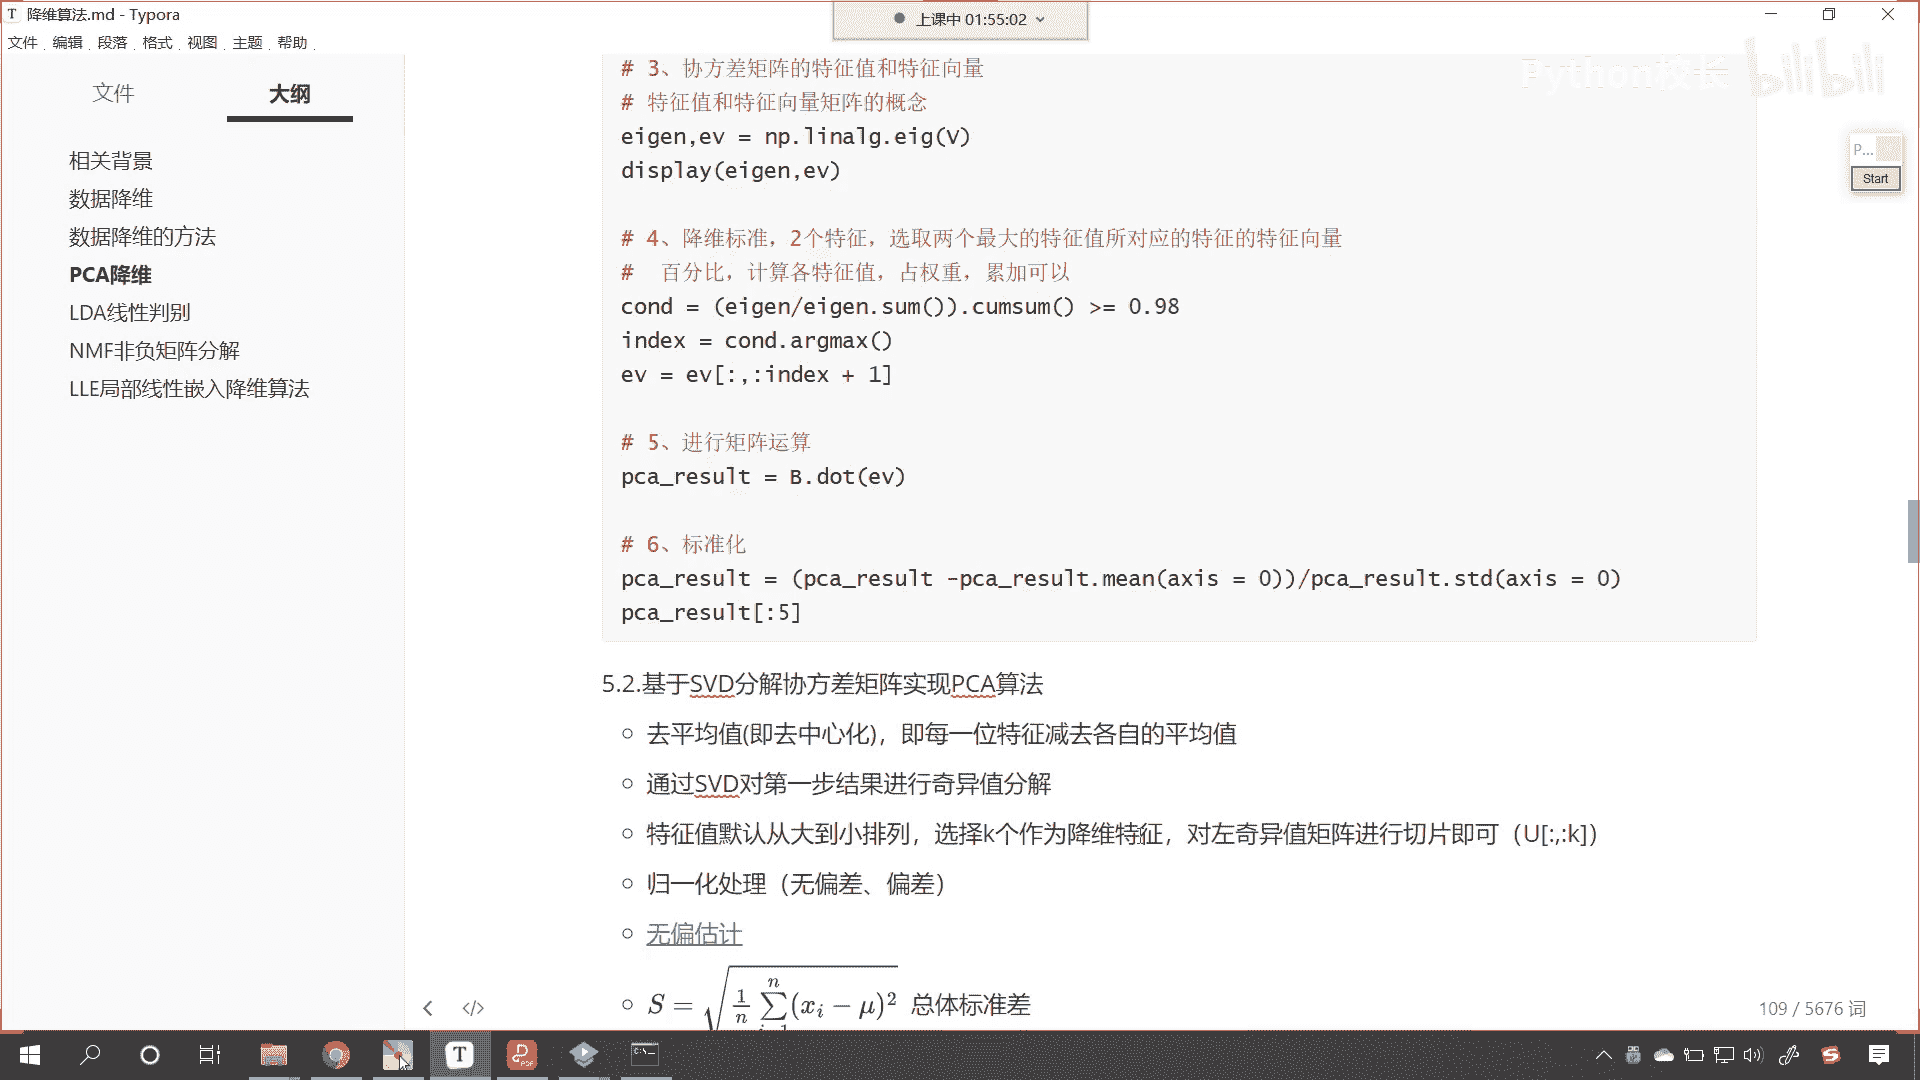 降维算法.md - Typora
上课中 01:55:02
文件 编辑 段落 格式 视图 主题 帮助
Python校长 bilibili
文件 大纲
相关背景
数据降维
数据降维的方法
PCA降维
LDA线性判别
NMF非负矩阵分解
LLE局部线性嵌入降维算法
# 3、协方差矩阵的特征值和特征向量
# 特征值和特征向量矩阵的概念
eigen,ev = np.linalg.eig(V)
display(eigen,ev)
# 4、降维标准，2个特征，选取两个最大的特征值所对应的特征的特征向量
# 百分比，计算各特征值，占权重，累加可以
cond = (eigen/eigen.sum()).cumsum() >= 0.98
index = cond.argmax()
ev = ev[:,:index + 1]
# 5、进行矩阵运算
pca_result = B.dot(ev)
# 6、标准化
pca_result = (pca_result -pca_result.mean(axis = 0))/pca_result.std(axis = 0)
pca_result[:5]
5.2.基于SVD分解协方差矩阵实现PCA算法
去平均值(即去中心化)，即每一位特征减去各自的平均值
通过SVD对第一步结果进行奇异值分解
特征值默认从大到小排列，选择k个作为降维特征，对左奇异值矩阵进行切片即可（U[:,:k]）
归一化处理（无偏差、偏差）
无偏估计
S = √ 1/n ∑ n i=1 (xᵢ − μ)² 总体标准差
P...
Start
109 / 5676 词